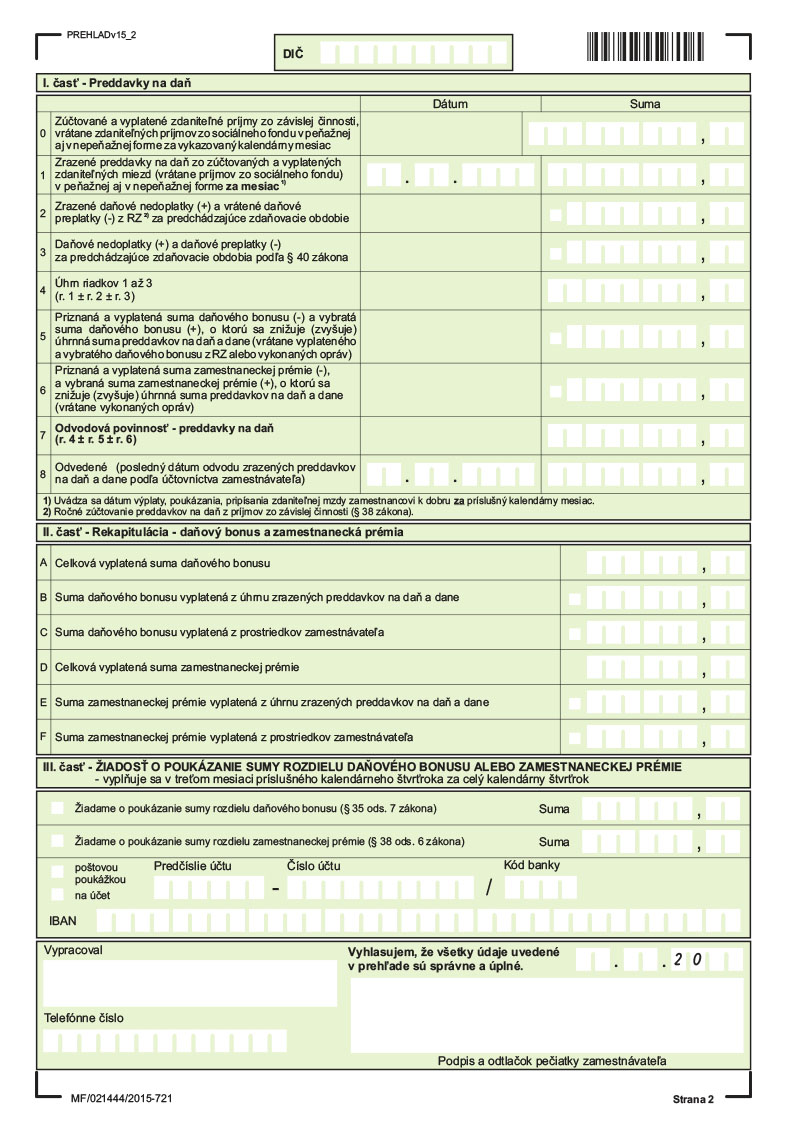 PREHLADv15_2
DIČ
I. časť - Preddavky na daň
Dátum Suma
0 Zúčtované a vyplatené zdaniteľné príjmy zo závislej činnosti,
vrátane zdaniteľných príjmov zo sociálneho fondu v peňažnej
aj v nepeňažnej forme za vykazovaný kalendárny mesiac
,
1 Zrazené preddavky na daň zo zúčtovaných a vyplatených
zdaniteľných miezd (vrátane príjmov zo sociálneho fondu)
v peňažnej aj v nepeňažnej forme za mesiac 1)
. . ,
2 Zrazené daňové nedoplatky (+) a vrátené daňové
preplatky (-) z RZ 2) za predchádzajúce zdaňovacie obdobie
,
3 Daňové nedoplatky (+) a daňové preplatky (-)
za predchádzajúce zdaňovacie obdobia podľa § 40 zákona
,
4 Úhrn riadkov 1 až 3
(r. 1 ± r. 2 ± r. 3)
,
5 Priznaná a vyplatená suma daňového bonusu (-) a vybratá
suma daňového bonusu (+), o ktorú sa znižuje (zvyšuje)
úhrnná suma preddavkov na daň a dane (vrátane vyplateného
a vybratého daňového bonusu z RZ alebo vykonaných opráv)
,
6 Priznaná a vyplatená suma zamestnaneckej prémie (-),
a vybraná suma zamestnaneckej prémie (+), o ktorú sa
znižuje (zvyšuje) úhrnná suma preddavkov na daň a dane
(vrátane vykonaných opráv)
,
7 Odvodová povinnosť - preddavky na daň
(r. 4 ± r. 5 ± r. 6)
,
8 Odvedené (posledný dátum odvodu zrazených preddavkov
na daň a dane podľa účtovníctva zamestnávateľa)
. . ,
1) Uvádza sa dátum výplaty, poukázania, pripísania zdaniteľnej mzdy zamestnancovi k dobru za príslušný kalendárny mesiac.
2) Ročné zúčtovanie preddavkov na daň z príjmov zo závislej činnosti (§ 38 zákona).
II. časť - Rekapitulácia - daňový bonus a zamestnanecká prémia
A Celková vyplatená suma daňového bonusu ,
B Suma daňového bonusu vyplatená z úhrnu zrazených preddavkov na daň a dane ,
C Suma daňového bonusu vyplatená z prostriedkov zamestnávateľa ,
D Celková vyplatená suma zamestnaneckej prémie ,
E Suma zamestnaneckej prémie vyplatená z úhrnu zrazených preddavkov na daň a dane ,
F Suma zamestnaneckej prémie vyplatená z prostriedkov zamestnávateľa ,
III. časť - ŽIADOSŤ O POUKÁZANIE SUMY ROZDIELU DAŇOVÉHO BONUSU ALEBO ZAMESTNANECKEJ PRÉMIE
- vyplňuje sa v treťom mesiaci príslušného kalendárneho štvrťroka za celý kalendárny štvrťrok
Žiadame o poukázanie sumy rozdielu daňového bonusu (§ 35 ods. 7 zákona) Suma ,
Žiadame o poukázanie sumy rozdielu zamestnaneckej prémie (§ 38 ods. 6 zákona) Suma ,
poštovou
poukážkou
na účet
Predčíslie účtu Číslo účtu Kód banky
- /
IBAN
Vypracoval
Vyhlasujem, že všetky údaje uvedené
v prehľade sú správne a úplné.
. . 2 0
Telefónne číslo
Podpis a odtlačok pečiatky zamestnávateľa
MF/021444/2015-721 Strana 2